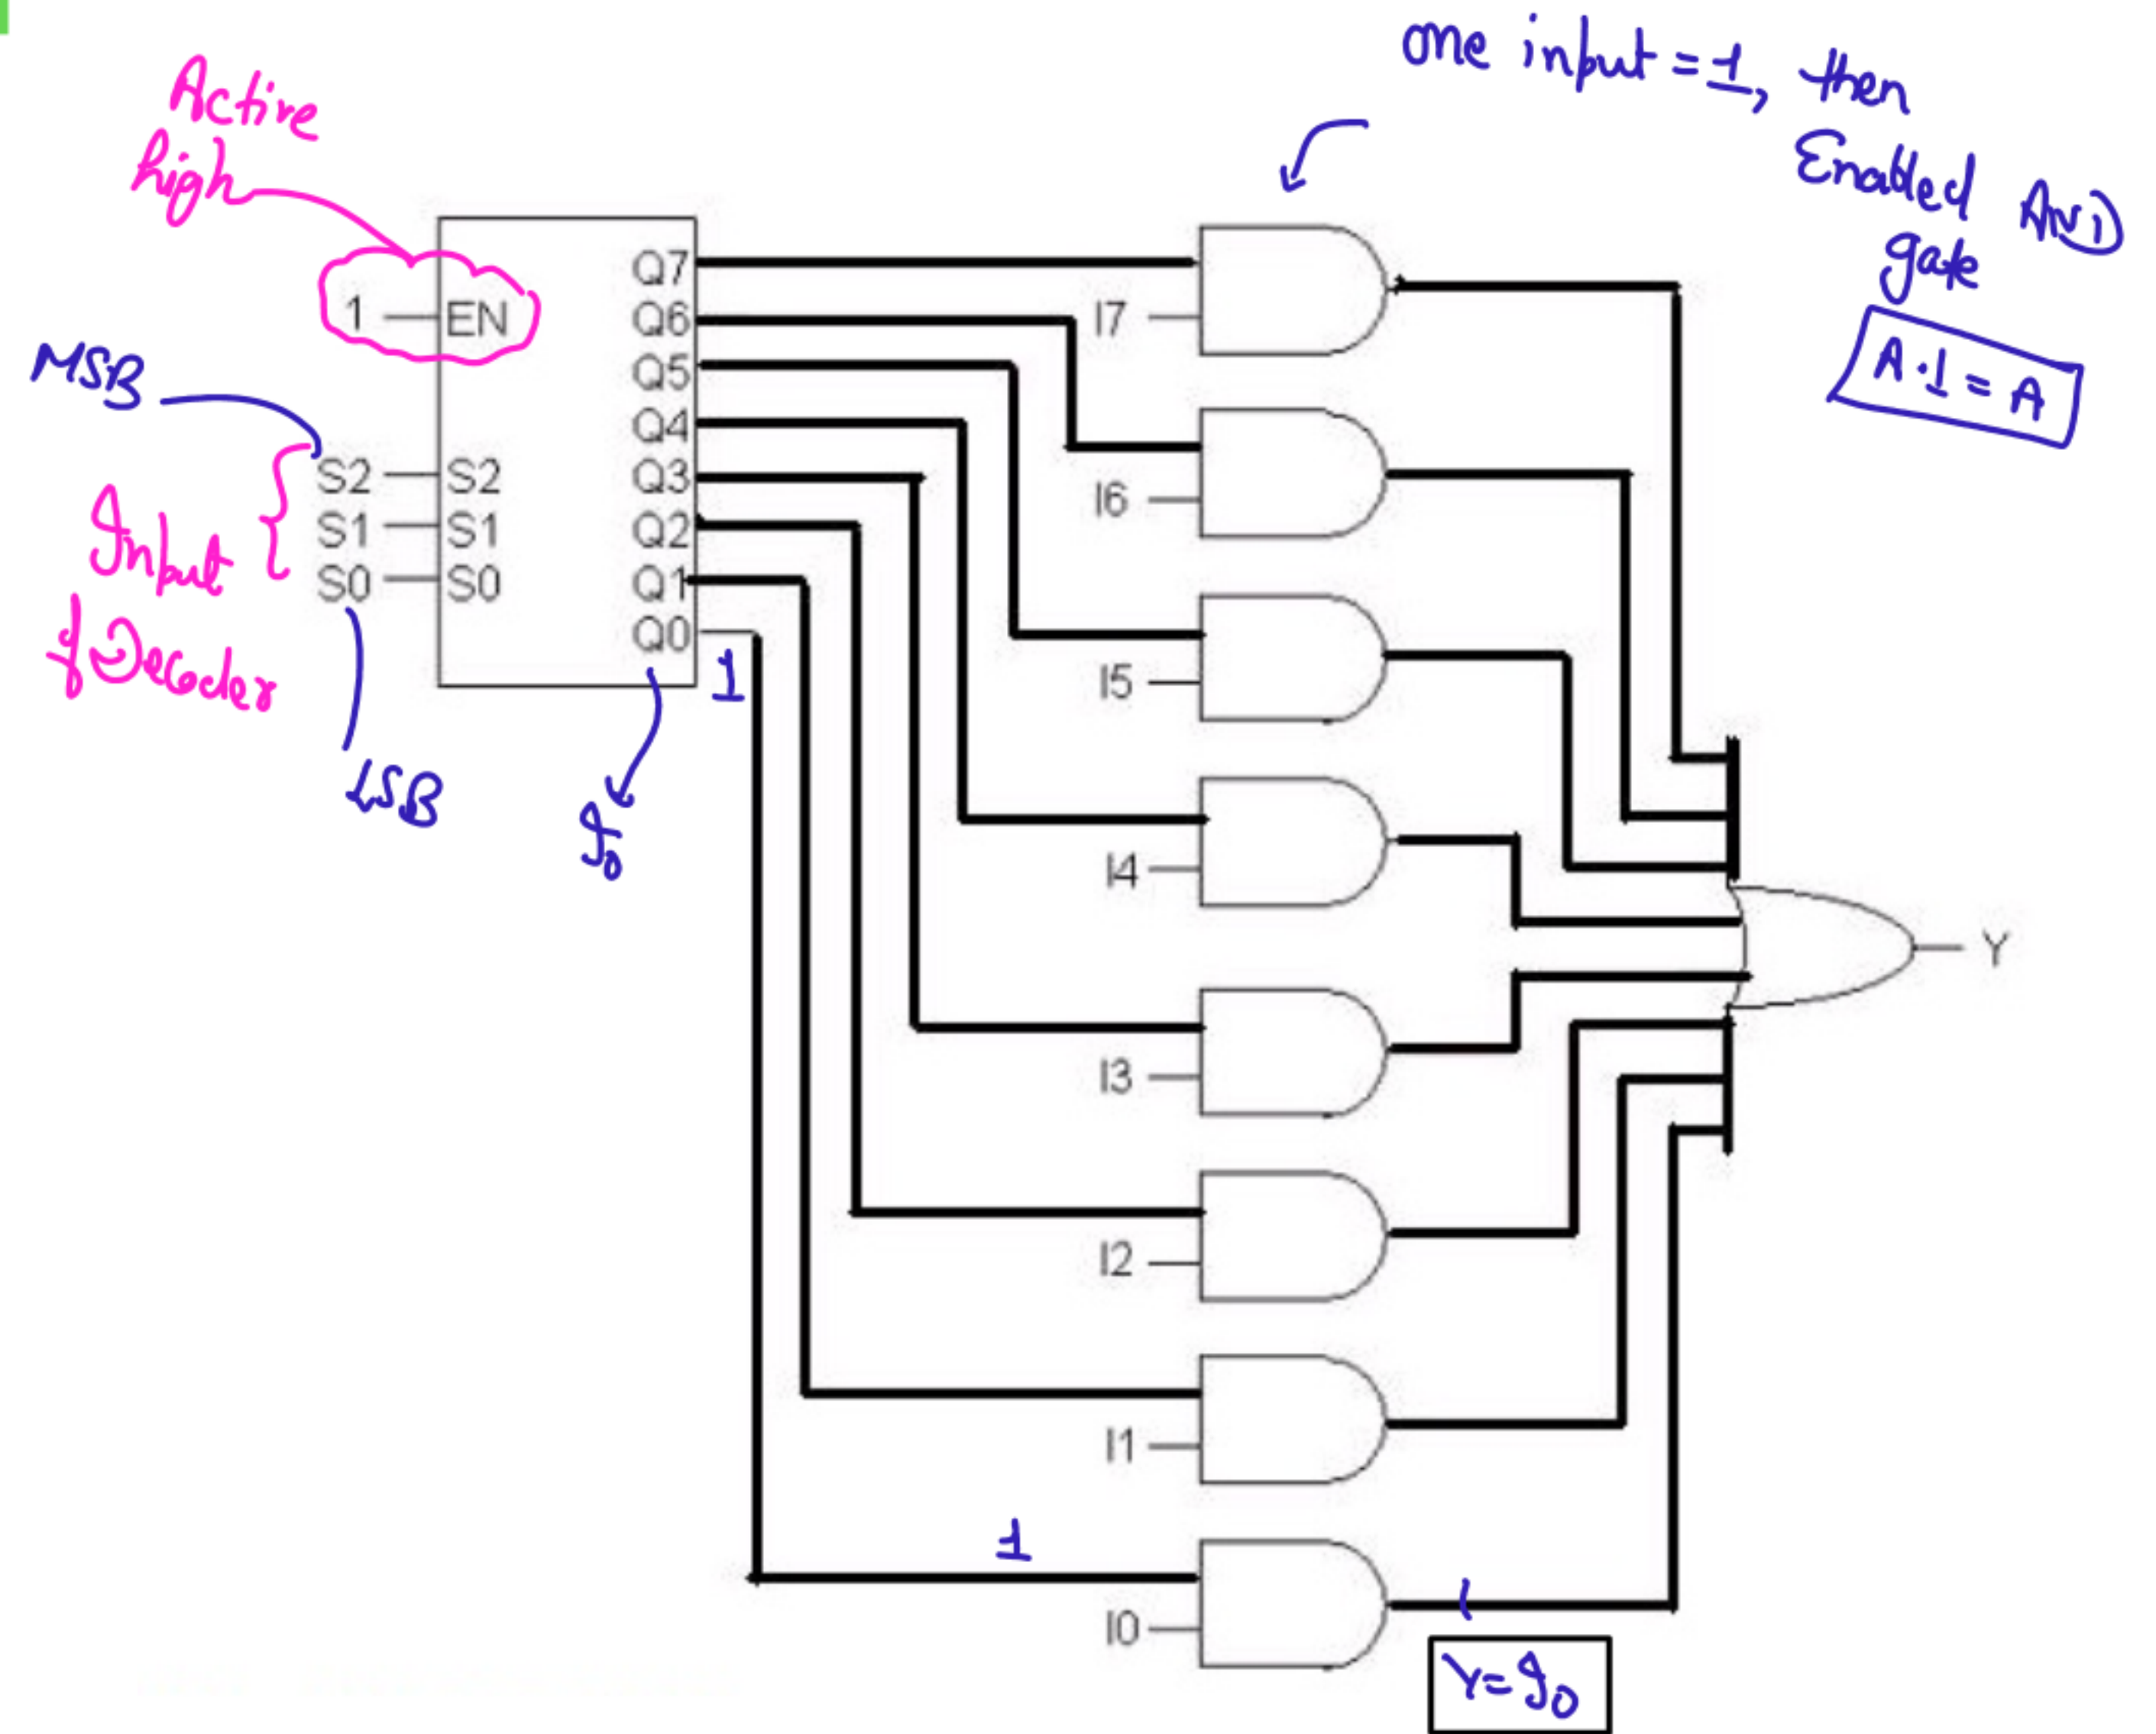 one input = 1, then
Enabled AND
gate
A·1 = A
Active
high
1
EN
MSB
S2
S1
S0
S2
S1
S0
Input
of Decoder
LSB
Q7
Q6
Q5
Q4
Q3
Q2
Q1
Q0
1
I0
I7
I6
I5
I4
I3
I2
I1
1
I0
Y
Y=I0